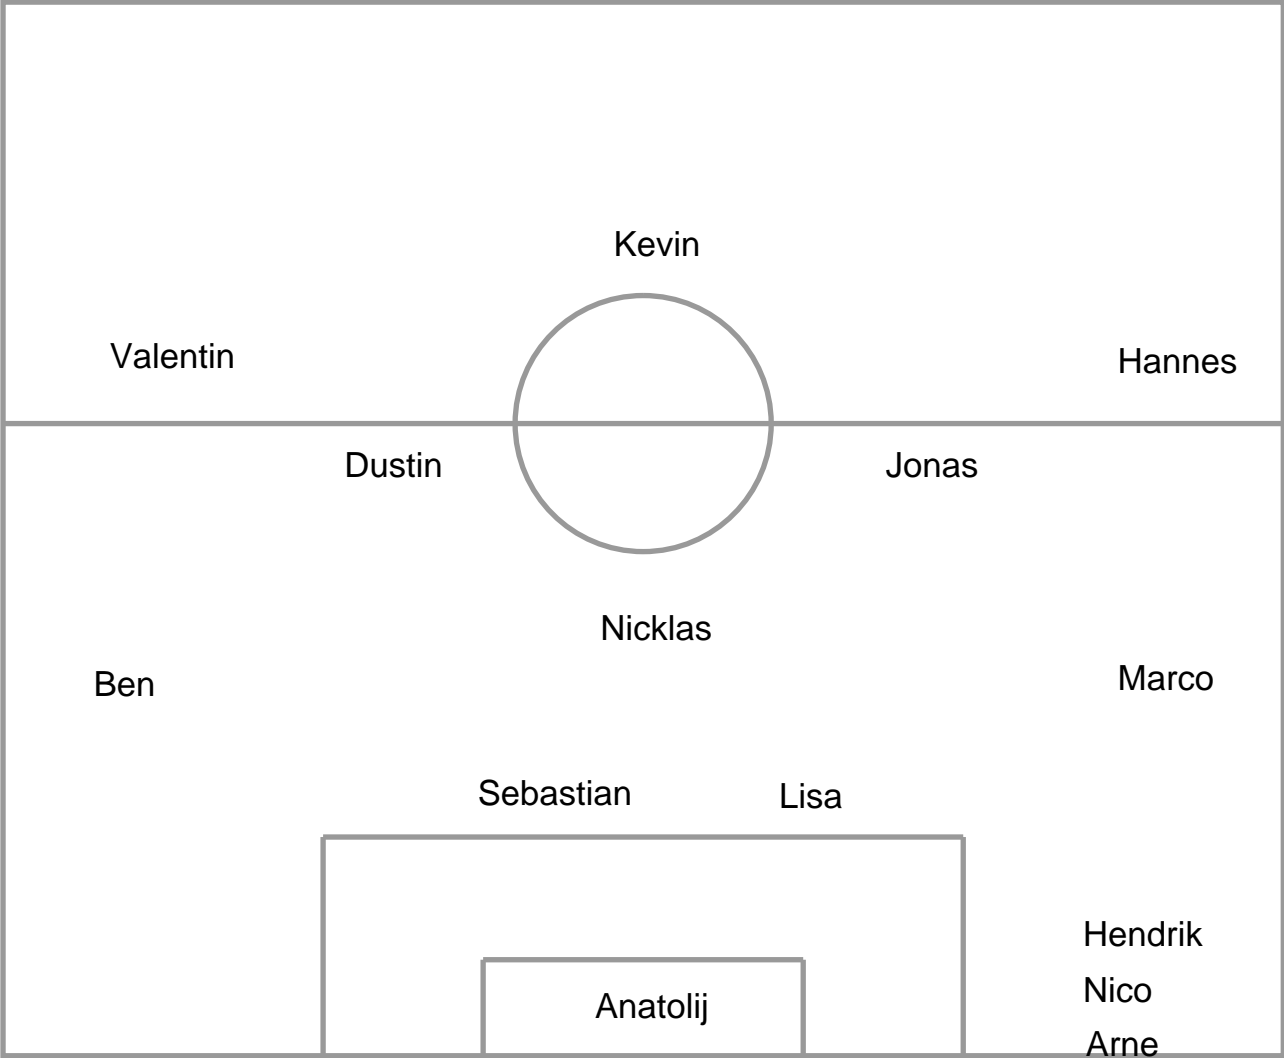 Kevin
Valentin
Hannes
Dustin
Jonas
Nicklas
Ben
Marco
Sebastian
Lisa
Hendrik
Nico
Anatolij
Arne